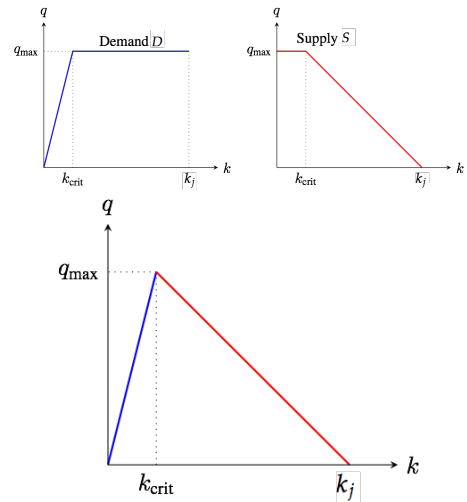 q
Demand D
q_max
k_crit
k_j
k
q
Supply S
q_max
k_crit
k_j
k
q
q_max
k_crit
k_j
k